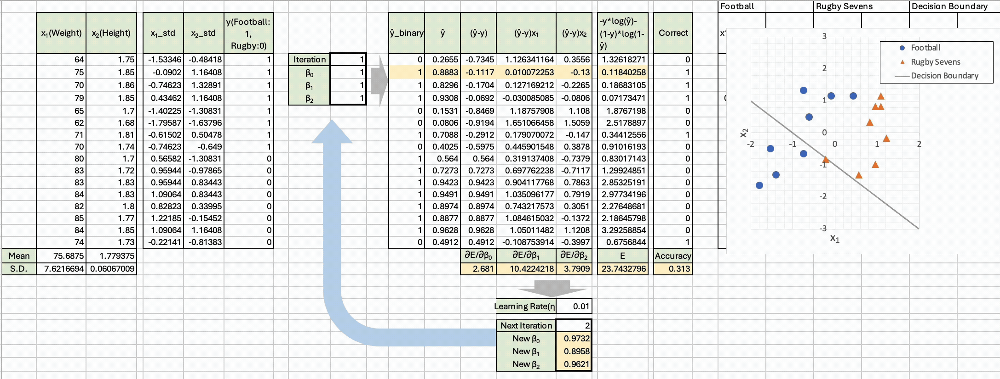 Football Rugby Sevens Decision Boundary
x₁(Weight) x₂(Height) x₁_std x₂_std y(Football: 1, Rugby:0) ŷ_binary ŷ (ŷ-y) (ŷ-y)x₁ (ŷ-y)x₂ -y*log(ŷ)-(1-y)*log(1-ŷ) Correct
64 1.75 -1.53346 -0.48418 1 Iteration 1 0 0.2655 -0.7345 1.126341164 0.3556 1.32618271 0
75 1.85 -0.0902 1.16408 1 β₀ 1 1 0.8883 -0.1117 0.010072253 -0.13 0.11840258 1
70 1.86 -0.74623 1.32891 1 β₁ 1 1 0.8296 -0.1704 0.127169212 -0.2265 0.18683105 1
79 1.85 0.43462 1.16408 1 β₂ 1 1 0.9308 -0.0692 -0.030085085 -0.0806 0.07173471 1
65 1.7 -1.40225 -1.30831 1 0 0.1531 -0.8469 1.18757908 1.108 1.8767198 0
62 1.68 -1.79587 -1.63796 1 0 0.0806 -0.9194 1.651066458 1.5059 2.5178897 0
71 1.81 -0.61502 0.50478 1 1 0.7088 -0.2912 0.179070072 -0.147 0.34412556 1
70 1.74 -0.74623 -0.649 1 0 0.4025 -0.5975 0.445901548 0.3878 0.91016193 0
80 1.7 0.56582 -1.30831 0 1 0.564 0.564 0.319137408 -0.7379 0.83017143 0
83 1.72 0.95944 -0.97865 0 1 0.7273 0.7273 0.697762238 -0.7117 1.29924851 0
83 1.83 0.95944 0.83443 0 1 0.9423 0.9423 0.904117768 0.7863 2.85325191 0
84 1.83 1.09064 0.83443 0 1 0.9491 0.9491 1.035096177 0.7919 2.97734196 0
82 1.8 0.82823 0.33995 0 1 0.8974 0.8974 0.743217573 0.3051 2.27648681 0
85 1.77 1.22185 -0.15452 0 1 0.8877 0.8877 1.084615032 -0.1372 2.18645798 0
84 1.85 1.09064 1.16408 0 1 0.9628 0.9628 1.05011482 1.1208 3.29258854 0
74 1.73 -0.22141 -0.81383 0 0 0.4912 0.4912 -0.108753914 -0.3997 0.6756844 1
Mean 75.6875 1.779375 ∂E/∂β₀ ∂E/∂β₁ ∂E/∂β₂ E Accuracy
S.D. 7.6216694 0.06067009 2.681 10.4224218 3.7909 23.7432796 0.313
Learning Rate(η 0.01
Next Iteration 2
New β₀ 0.9732
New β₁ 0.8958
New β₂ 0.9621
Football
Rugby Sevens
Decision Boundary
3
2
1
0
-2 -1 0 1 2
-1
-2
-3
x₂
x₁